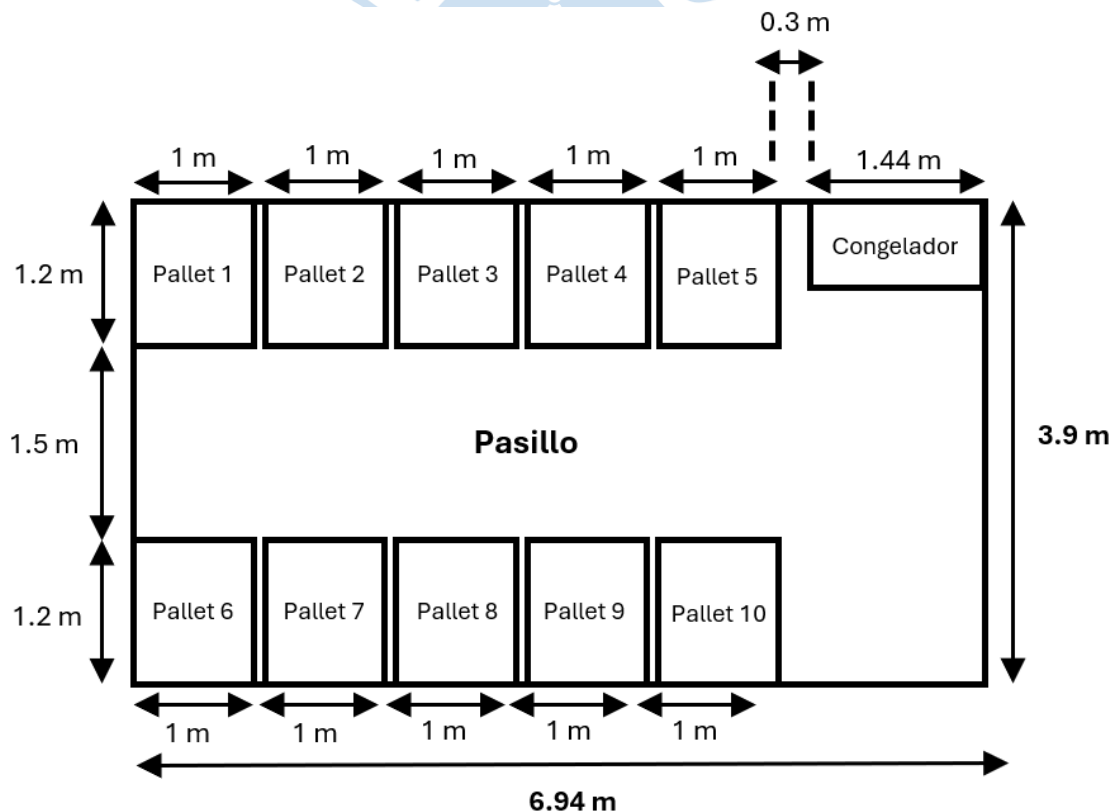 0.3 m
1 m
1 m
1 m
1 m
1 m
1.44 m
1.2 m
Pallet 1
Pallet 2
Pallet 3
Pallet 4
Pallet 5
Congelador
1.5 m
Pasillo
3.9 m
1.2 m
Pallet 6
Pallet 7
Pallet 8
Pallet 9
Pallet 10
1 m
1 m
1 m
1 m
1 m
6.94 m